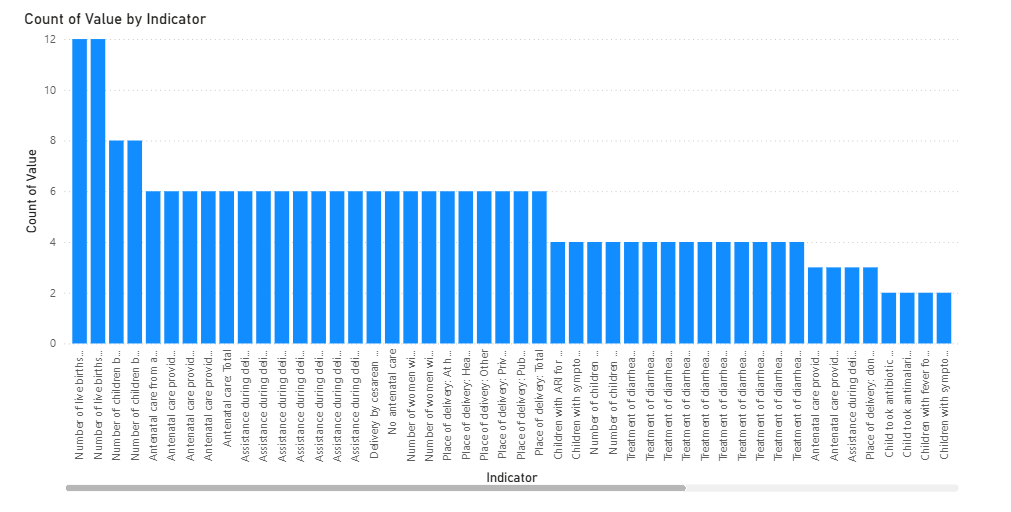 Count of Value by Indicator
Count of Value
12
10
8
6
4
2
0
Number of live births...
Number of live births...
Number of children b...
Number of children b...
Antenatal care from a...
Antenatal care provid...
Antenatal care provid...
Antenatal care provid...
Antenatal care: Total
Assistance during deli...
Assistance during deli...
Assistance during deli...
Assistance during deli...
Assistance during deli...
Assistance during deli...
Assistance during deli...
Delivery by cesarean ...
No antenatal care
Number of women wi...
Number of women wi...
Place of delivery: At h...
Place of delivery: Hea...
Place of delivery: Other
Place of delivery: Priv...
Place of delivery: Pub...
Place of delivery: Total
Children with ARI for ...
Children with sympto...
Number of children ...
Number of children ...
Treatment of diarrhea...
Treatment of diarrhea...
Treatment of diarrhea...
Treatment of diarrhea...
Treatment of diarrhea...
Treatment of diarrhea...
Treatment of diarrhea...
Treatment of diarrhea...
Treatment of diarrhea...
Treatment of diarrhea...
Antenatal care provid...
Antenatal care provid...
Assistance during deli...
Place of delivery: don...
Child took antibiotic ...
Child took antimalari...
Children with fever fo...
Children with sympto...
Indicator